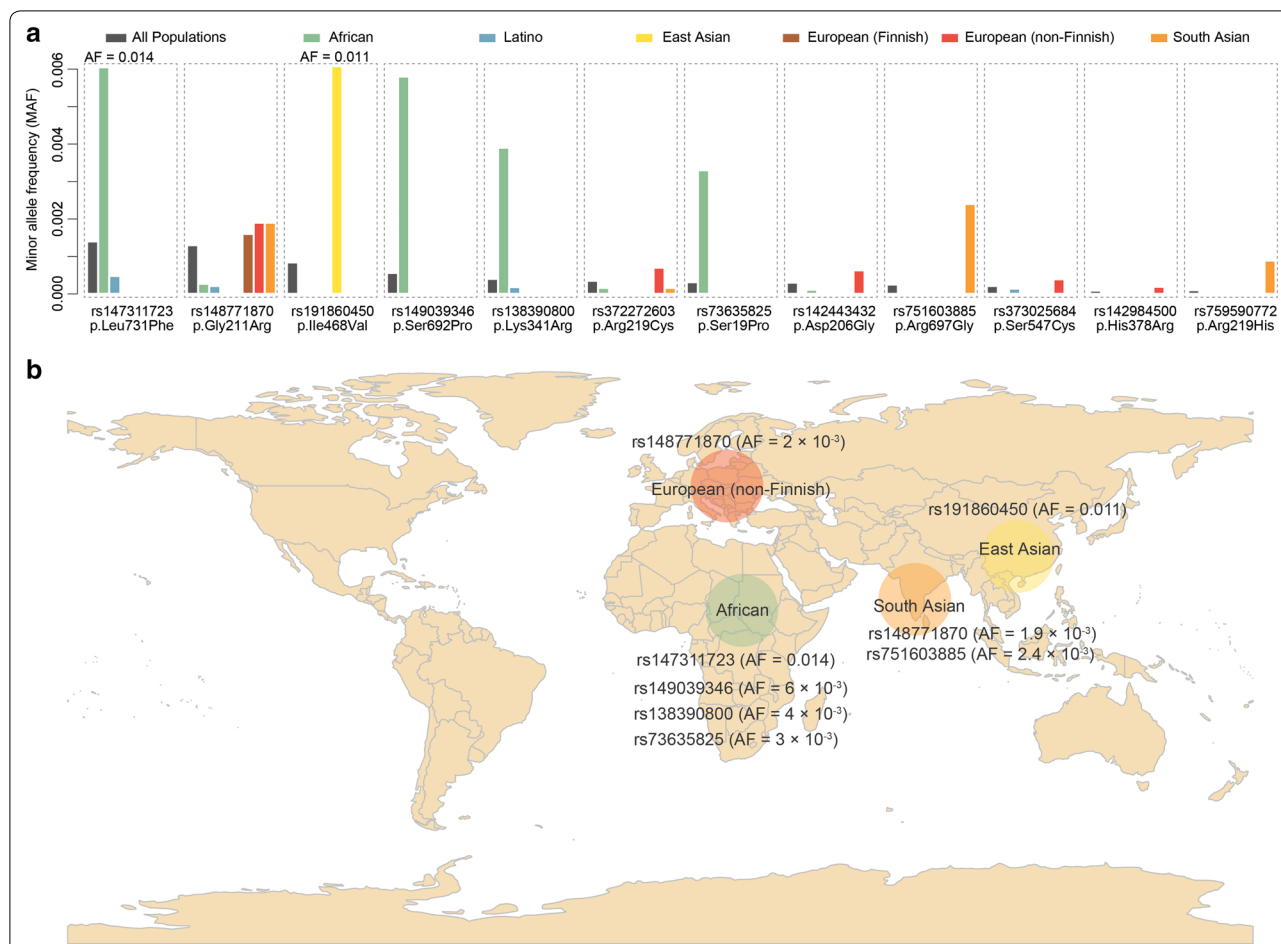 a
All Populations African Latino East Asian European (Finnish) European (non-Finnish) South Asian
AF = 0.014 AF = 0.011
Minor allele frequency (MAF)
0.006
0.004
0.002
0.000
rs147311723 rs148771870 rs191860450 rs149039346 rs138390800 rs372272603 rs73635825 rs142443432 rs751603885 rs373025684 rs142984500 rs759590772
p.Leu731Phe p.Gly211Arg p.Ile468Val p.Ser692Pro p.Lys341Arg p.Arg219Cys p.Ser19Pro p.Asp206Gly p.Arg697Gly p.Ser547Cys p.His378Arg p.Arg219His
b
rs148771870 (AF = 2 × 10⁻³)
European (non-Finnish)
rs191860450 (AF = 0.011)
East Asian
African
South Asian
rs148771870 (AF = 1.9 × 10⁻³)
rs751603885 (AF = 2.4 × 10⁻³)
rs147311723 (AF = 0.014)
rs149039346 (AF = 6 × 10⁻³)
rs138390800 (AF = 4 × 10⁻³)
rs73635825 (AF = 3 × 10⁻³)